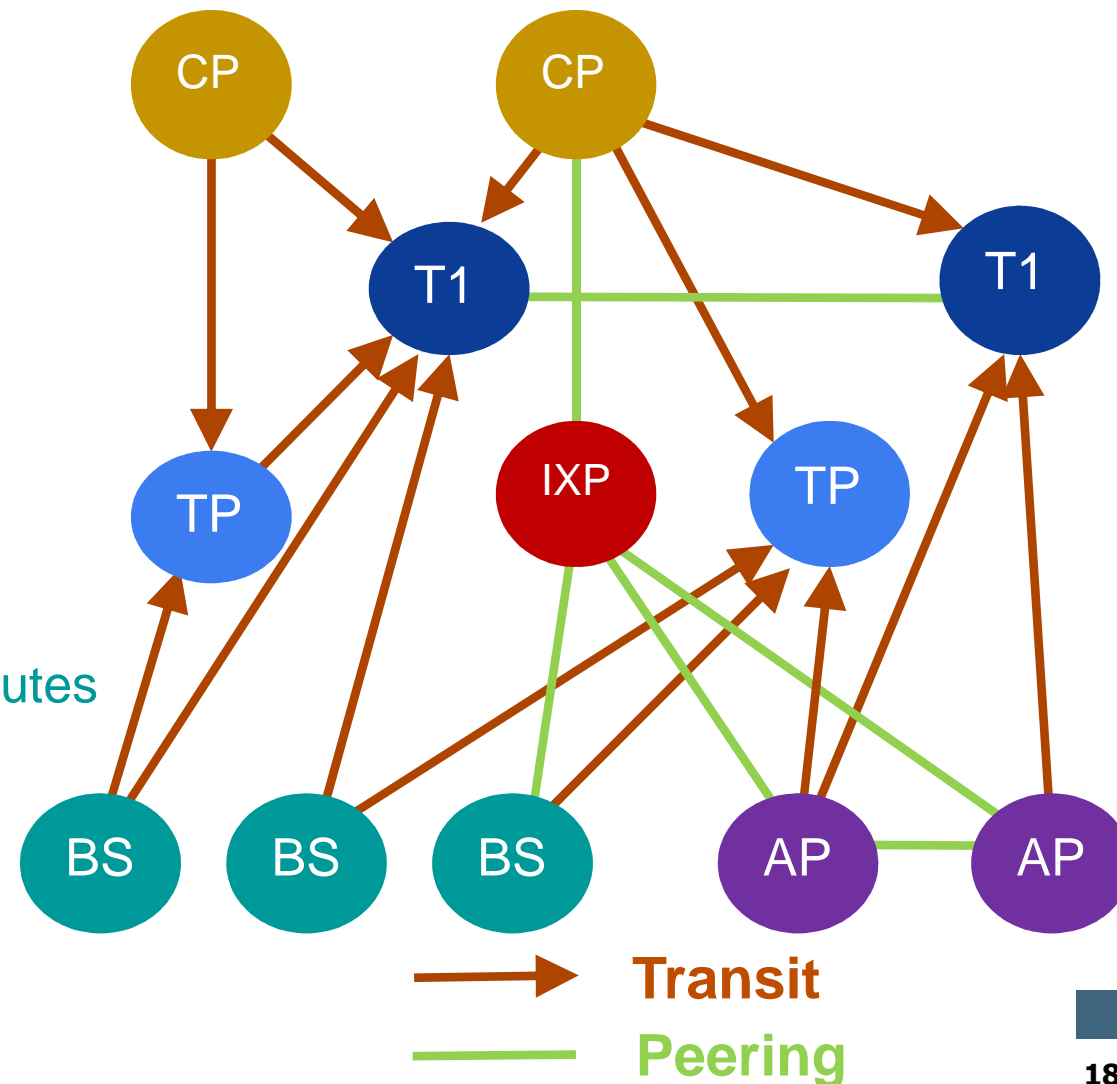 CP CP
T1 T1
IXP TP
TP
utes
BS BS BS AP AP
Transit
Peering
18